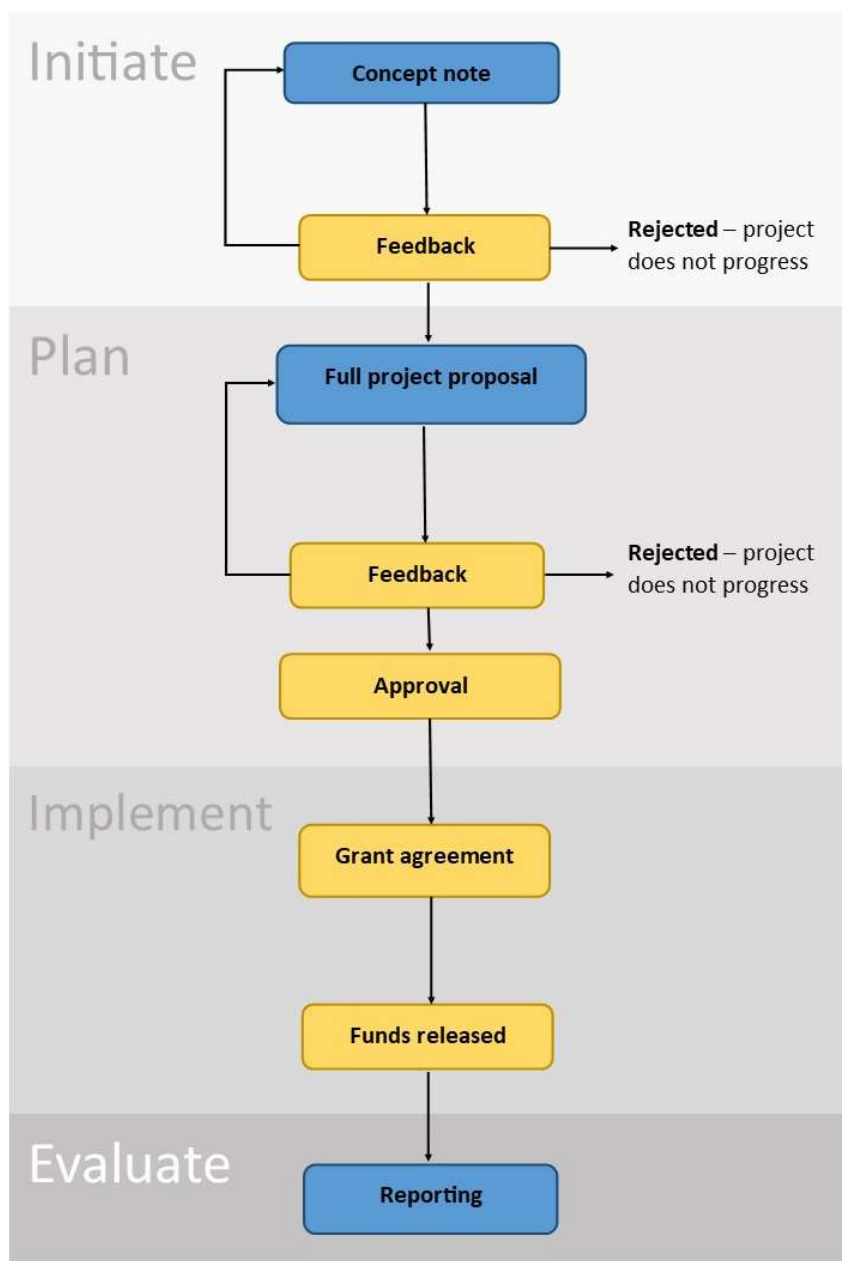 Initiate
Concept note
Feedback
Rejected – project
does not progress
Plan
Full project proposal
Feedback
Rejected – project
does not progress
Approval
Implement
Grant agreement
Funds released
Evaluate
Reporting